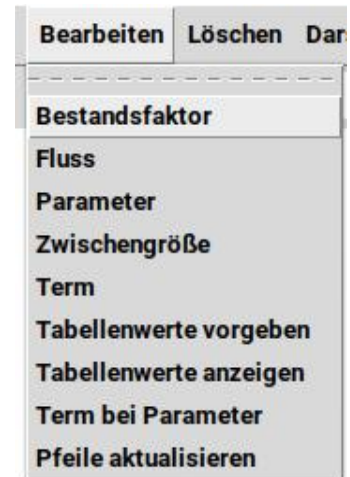 Bearbeiten Löschen
Bestandsfaktor
Fluss
Parameter
Zwischengröße
Term
Tabellenwerte vorgeben
Tabellenwerte anzeigen
Term bei Parameter
Pfeile aktualisieren